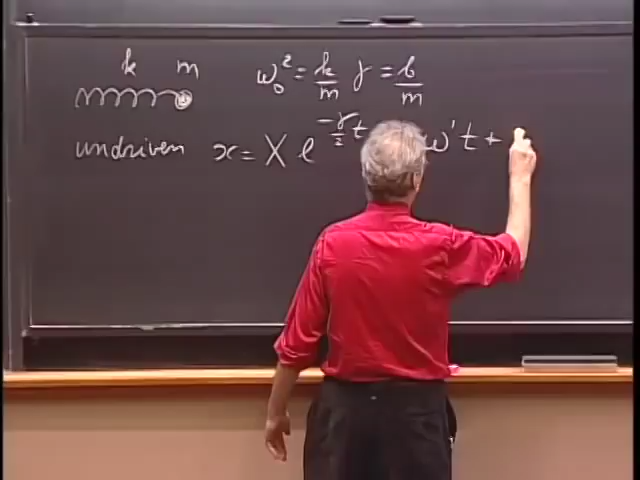 k m
ω₀² = k/m γ = b/m
undriven x = X e^(-γ/2 t) ω't +